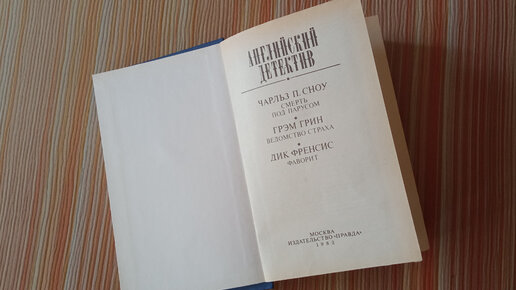 АНГЛИЙСКИЙ
ДЕТЕКТИВ
ЧАРЛЬЗ П. СНОУ
СМЕРТЬ
ПОД ПАРУСОМ
ГРЭМ ГРИН
ВЕДОМСТВО СТРАХА
ДИК ФРЕНСИС
ФАВОРИТ
МОСКВА
ИЗДАТЕЛЬСТВО «ПРАВДА»
1983